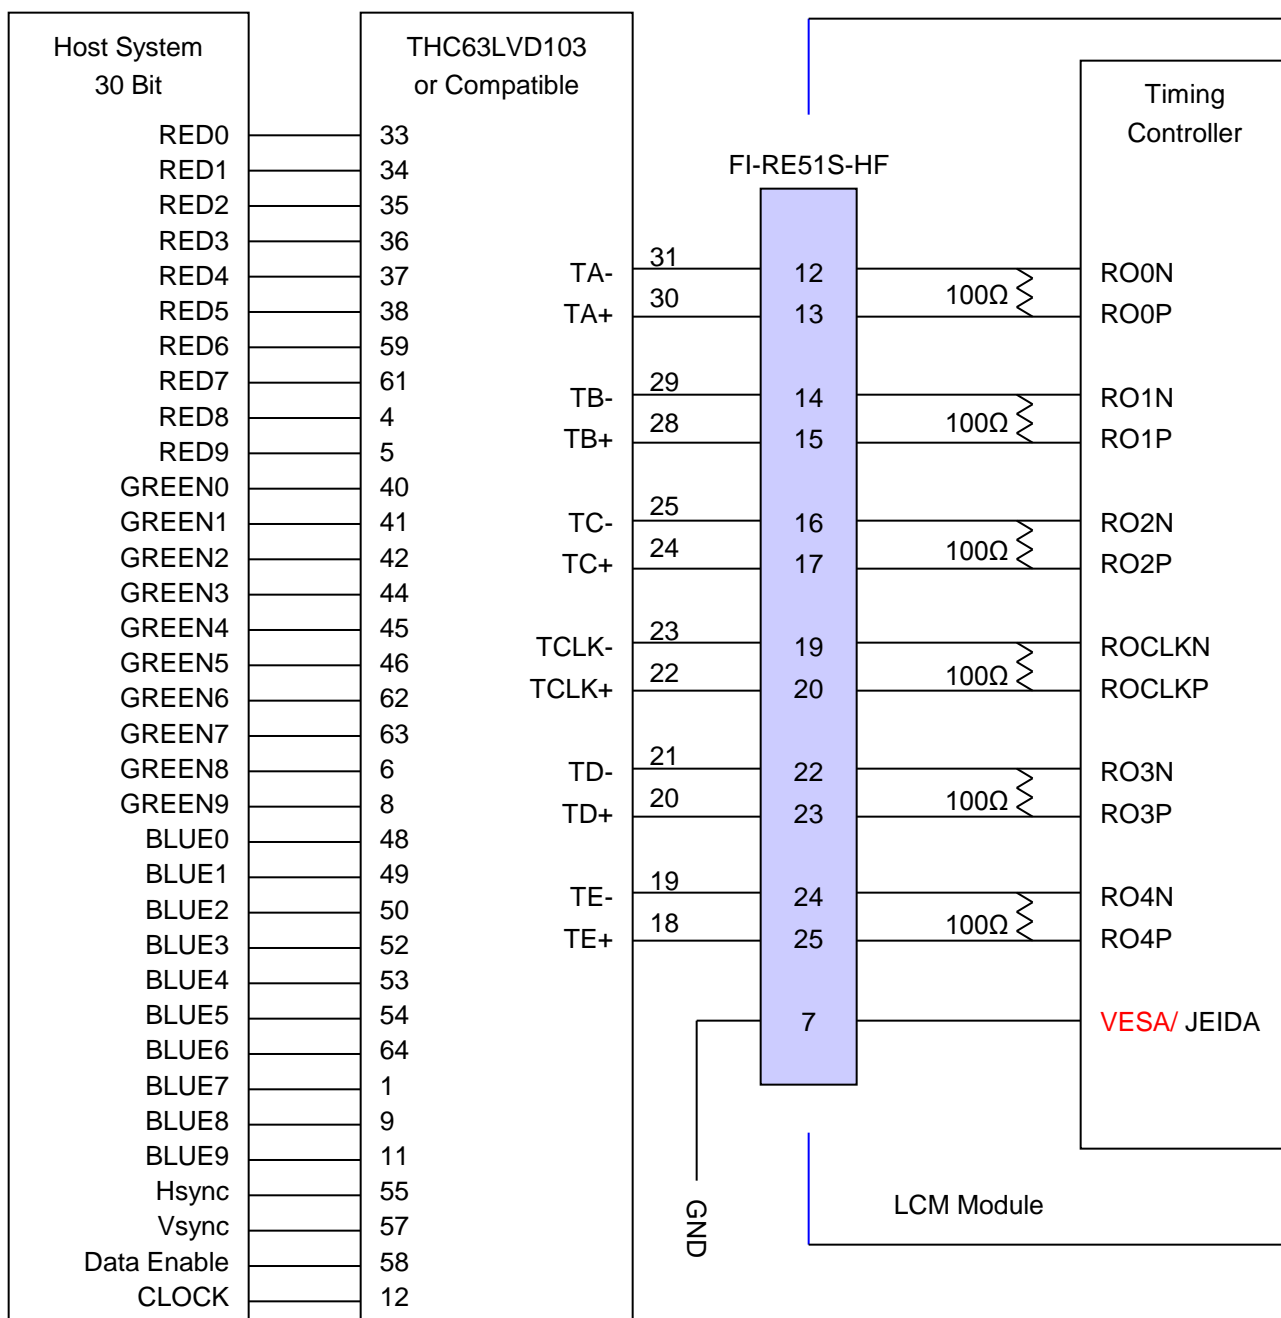 Host System
30 Bit
RED0 33
RED1 34
RED2 35
RED3 36
RED4 37
RED5 38
RED6 59
RED7 61
RED8 4
RED9 5
GREEN0 40
GREEN1 41
GREEN2 42
GREEN3 44
GREEN4 45
GREEN5 46
GREEN6 62
GREEN7 63
GREEN8 6
GREEN9 8
BLUE0 48
BLUE1 49
BLUE2 50
BLUE3 52
BLUE4 53
BLUE5 54
BLUE6 64
BLUE7 1
BLUE8 9
BLUE9 11
Hsync 55
Vsync 57
Data Enable 58
CLOCK 12
THC63LVD103
or Compatible
FI-RE51S-HF
Timing
Controller
TA- 31 12 RO0N
100Ω
TA+ 30 13 RO0P
TB- 29 14 RO1N
100Ω
TB+ 28 15 RO1P
TC- 25 16 RO2N
100Ω
TC+ 24 17 RO2P
TCLK- 23 19 ROCLKN
100Ω
TCLK+ 22 20 ROCLKP
TD- 21 22 RO3N
100Ω
TD+ 20 23 RO3P
TE- 19 24 RO4N
100Ω
TE+ 18 25 RO4P
7 VESA/ JEIDA
GND
LCM Module